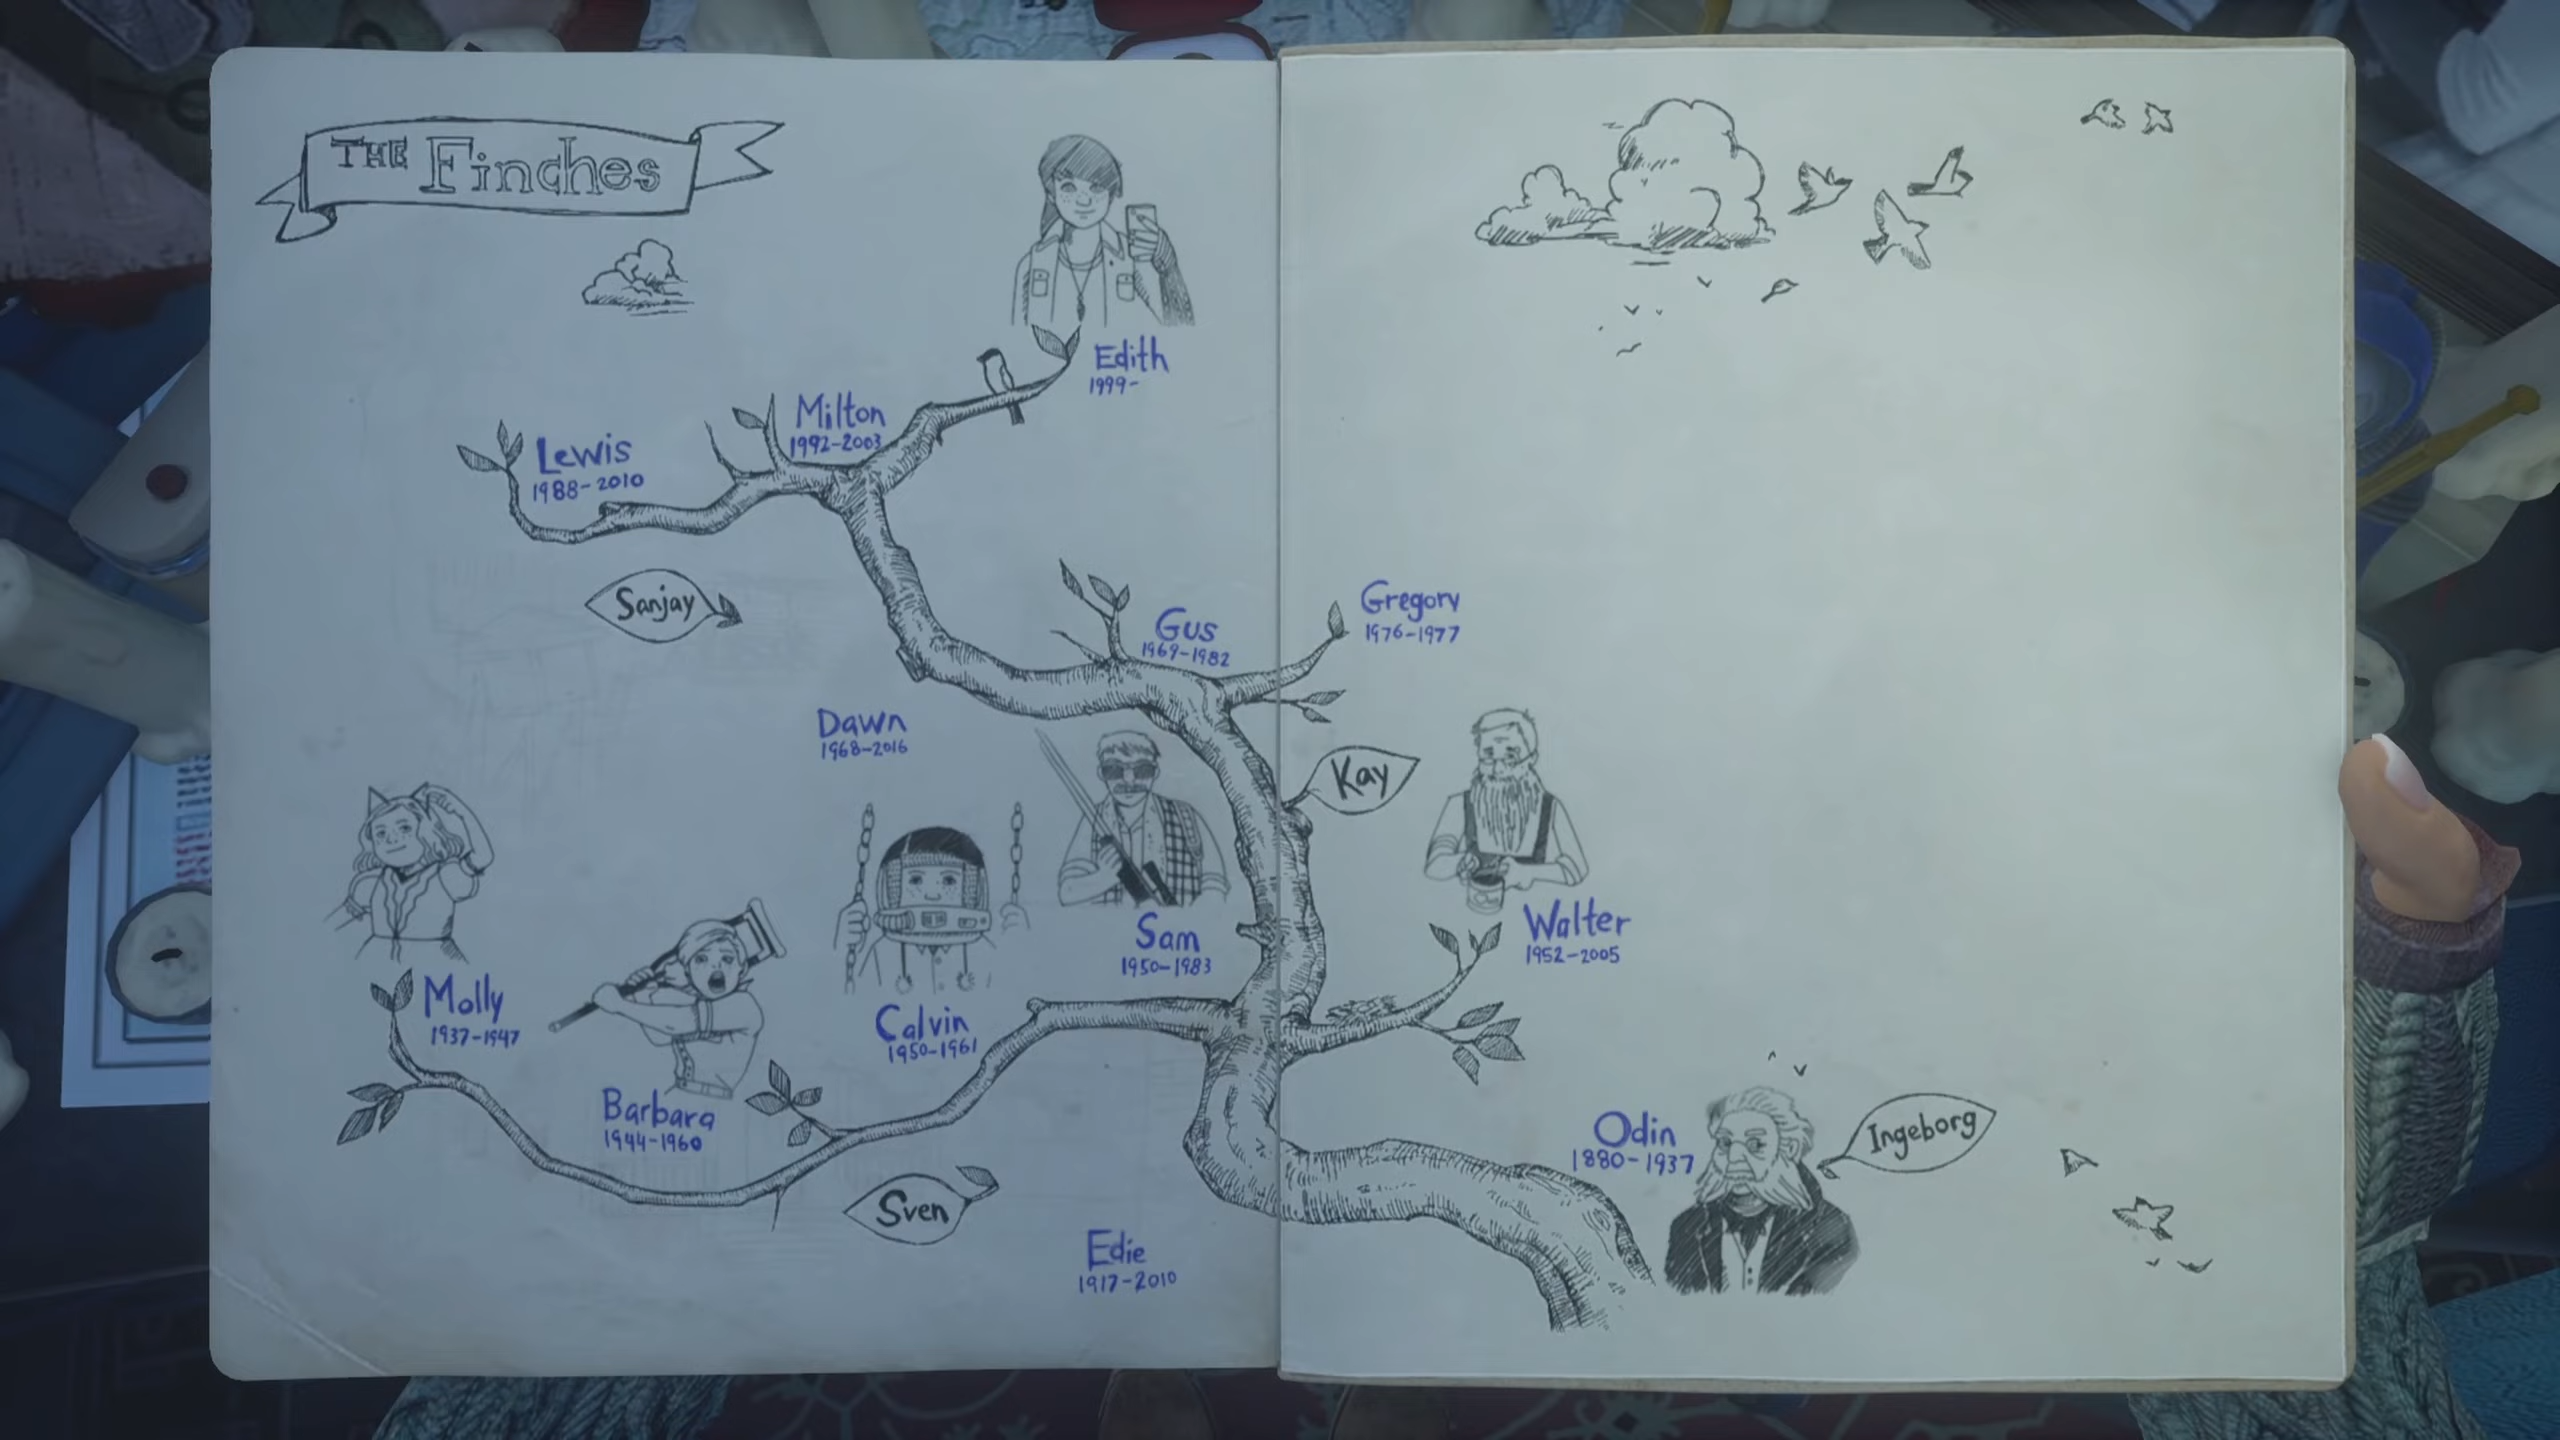 THE Finches
Edith
1999-
Milton
1992-2003
Lewis
1988-2010
Sanjay
Gus
1969-1982
Gregory
1976-1977
Dawn
1968-2016
Kay
Sam
1950-1983
Walter
1952-2005
Molly
1937-1947
Calvin
1950-1961
Barbara
1944-1960
Sven
Edie
1917-2010
Odin
1880-1937
Ingeborg